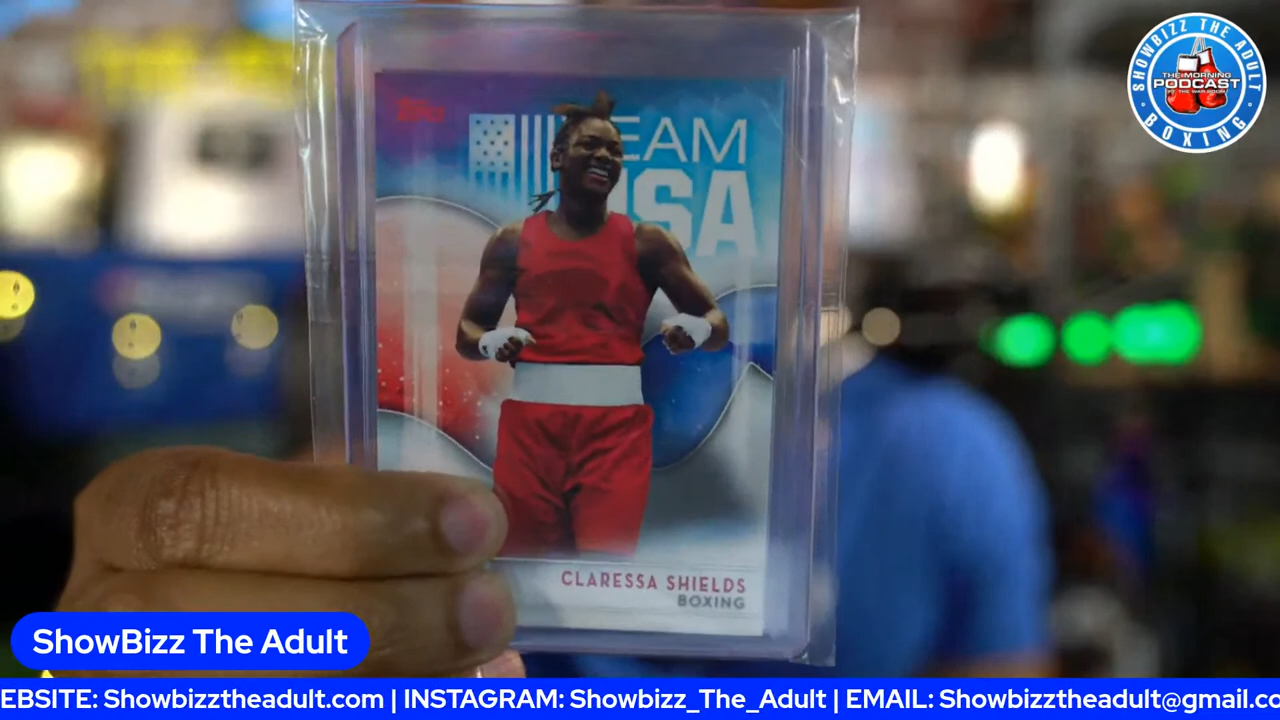 SHOWBIZZ THE ADULT
THE MORNING
PODCAST
BOXING
Topps
TEAM
USA
CLARESSA SHIELDS
BOXING
ShowBizz The Adult
EBSITE: Showbizztheadult.com | INSTAGRAM: Showbizz_The_Adult | EMAIL: Showbizztheadult@gmail.co